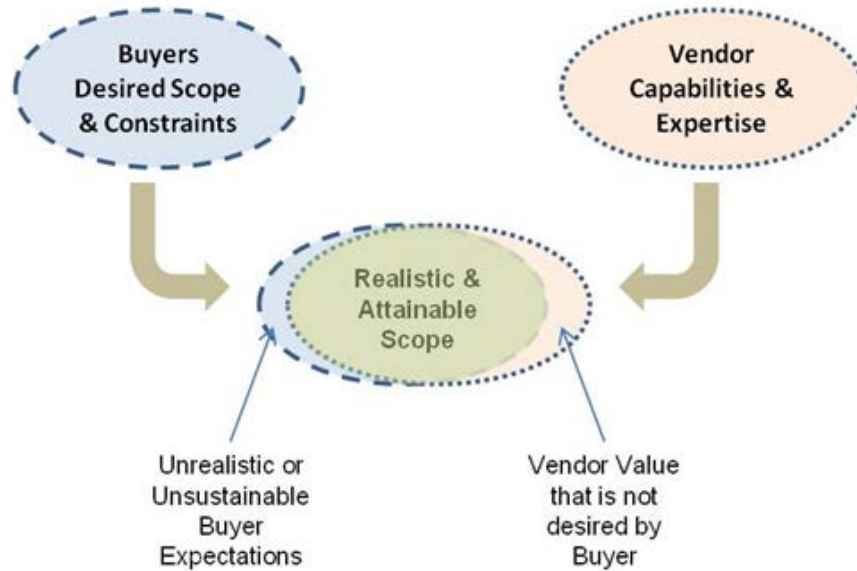 Buyers
Desired Scope
& Constraints
Vendor
Capabilities &
Expertise
Realistic &
Attainable
Scope
Unrealistic or
Unsustainable
Buyer
Expectations
Vendor Value
that is not
desired by
Buyer